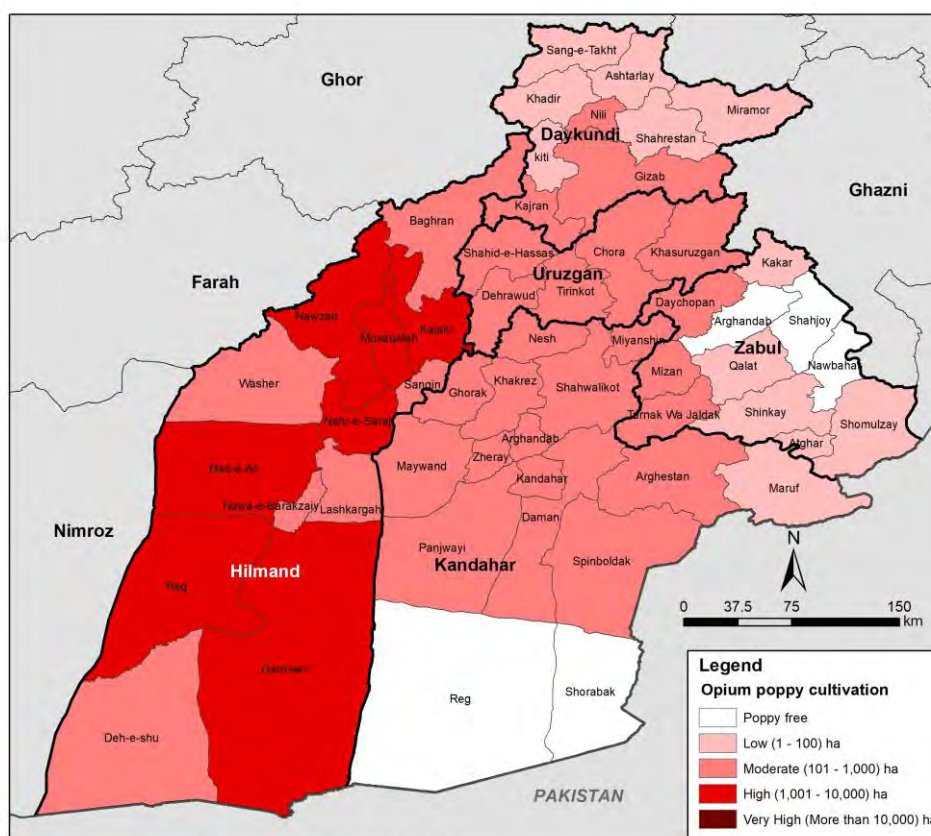 Sang-e-Takht
Ghor
Ashtarlay
Khadir
Miramor
Nili
Daykundi
Shahrestan
kiti
Gizab
Ghazni
Kajran
Baghran
Chora
Shahid-e-Hassas
Khasuruzgan
Kakar
Farah
Uruzgan
Dehrawud
Tirinkot
Daychopan
Arghandab
Shahjoy
Nawzad
Musaqalah
Kajaki
Nesh
Miyanshin
Zabul
Qalat
Nawbahar
Mizan
Washer
Sangin
Ghorak
Khakrez
Shahwalikot
Shomulzay
Nahr-e-Saraj
Tarnak Wa Jaldak
Shinkay
Arghandab
Atghar
Zheray
Nad-e-Ali
Maywand
Kandahar
Arghestan
Maruf
Nawa-e-Barakzaiy
Lashkargah
Nimroz
Daman
N
Panjwayi
Spinboldak
Kandahar
Hilmand
0 37.5 75 150
km
Garmser
Reg
Shorabak
Deh-e-shu
PAKISTAN
Legend
Opium poppy cultivation
Poppy free
Low (1 - 100) ha
Moderate (101 - 1,000) ha
High (1,001 - 10,000) ha
Very High (More than 10,000) ha